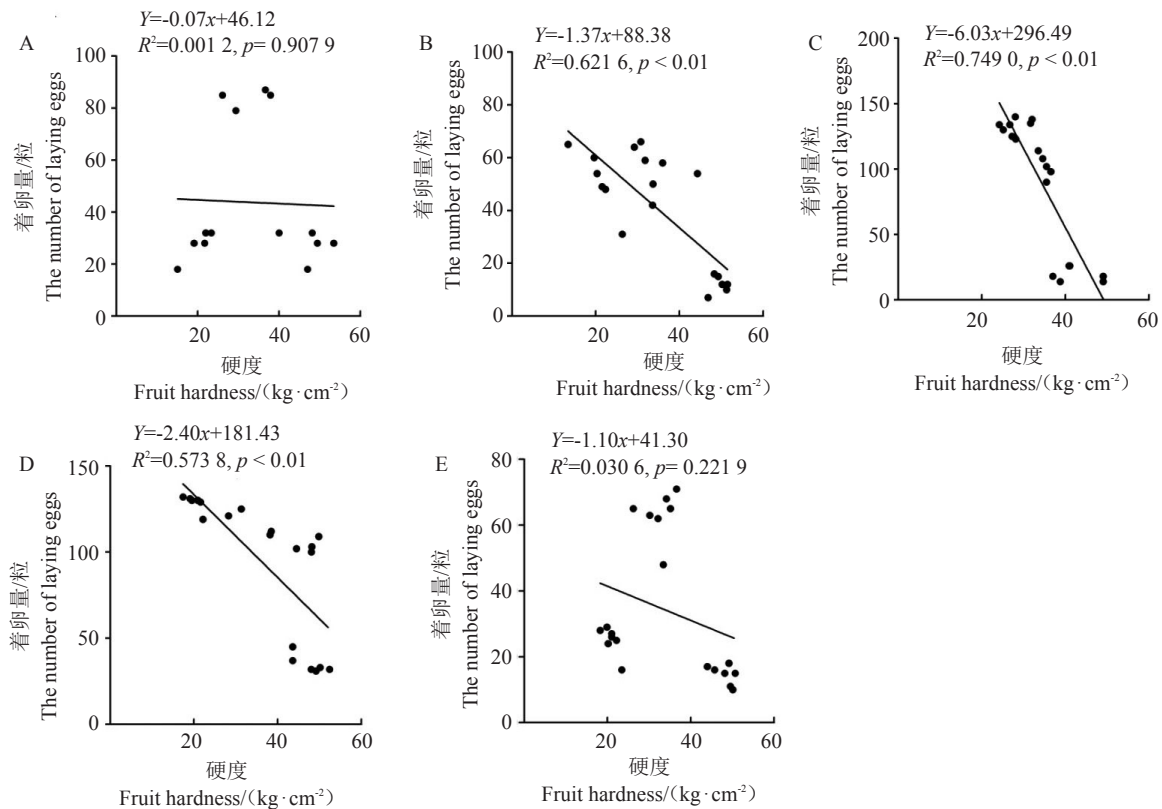 A
Y=-0.07x+46.12
R²=0.001 2, p= 0.907 9
100
80
60
40
20
0
20
40
60
着卵量/粒
The number of laying eggs
硬度
Fruit hardness/(kg·cm⁻²)
B
Y=-1.37x+88.38
R²=0.621 6, p < 0.01
100
80
60
40
20
0
20
40
60
着卵量/粒
The number of laying eggs
硬度
Fruit hardness/(kg·cm⁻²)
C
Y=-6.03x+296.49
R²=0.749 0, p < 0.01
200
150
100
50
0
20
40
60
着卵量/粒
The number of laying eggs
硬度
Fruit hardness/(kg·cm⁻²)
D
Y=-2.40x+181.43
R²=0.573 8, p < 0.01
150
100
50
0
20
40
60
着卵量/粒
The number of laying eggs
硬度
Fruit hardness/(kg·cm⁻²)
E
Y=-1.10x+41.30
R²=0.030 6, p= 0.221 9
80
60
40
20
0
20
40
60
着卵量/粒
The number of laying eggs
硬度
Fruit hardness/(kg·cm⁻²)